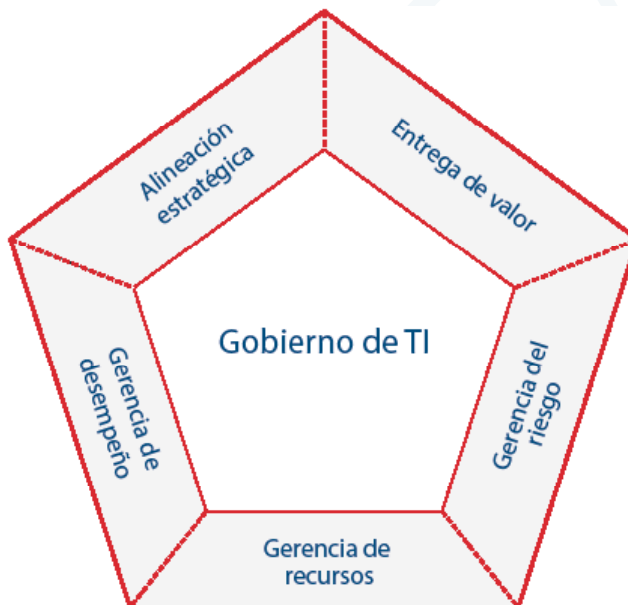 Alineación
estratégica
Entrega de valor
Gobierno de TI
Gerencia de
desempeño
Gerencia del
riesgo
Gerencia de
recursos